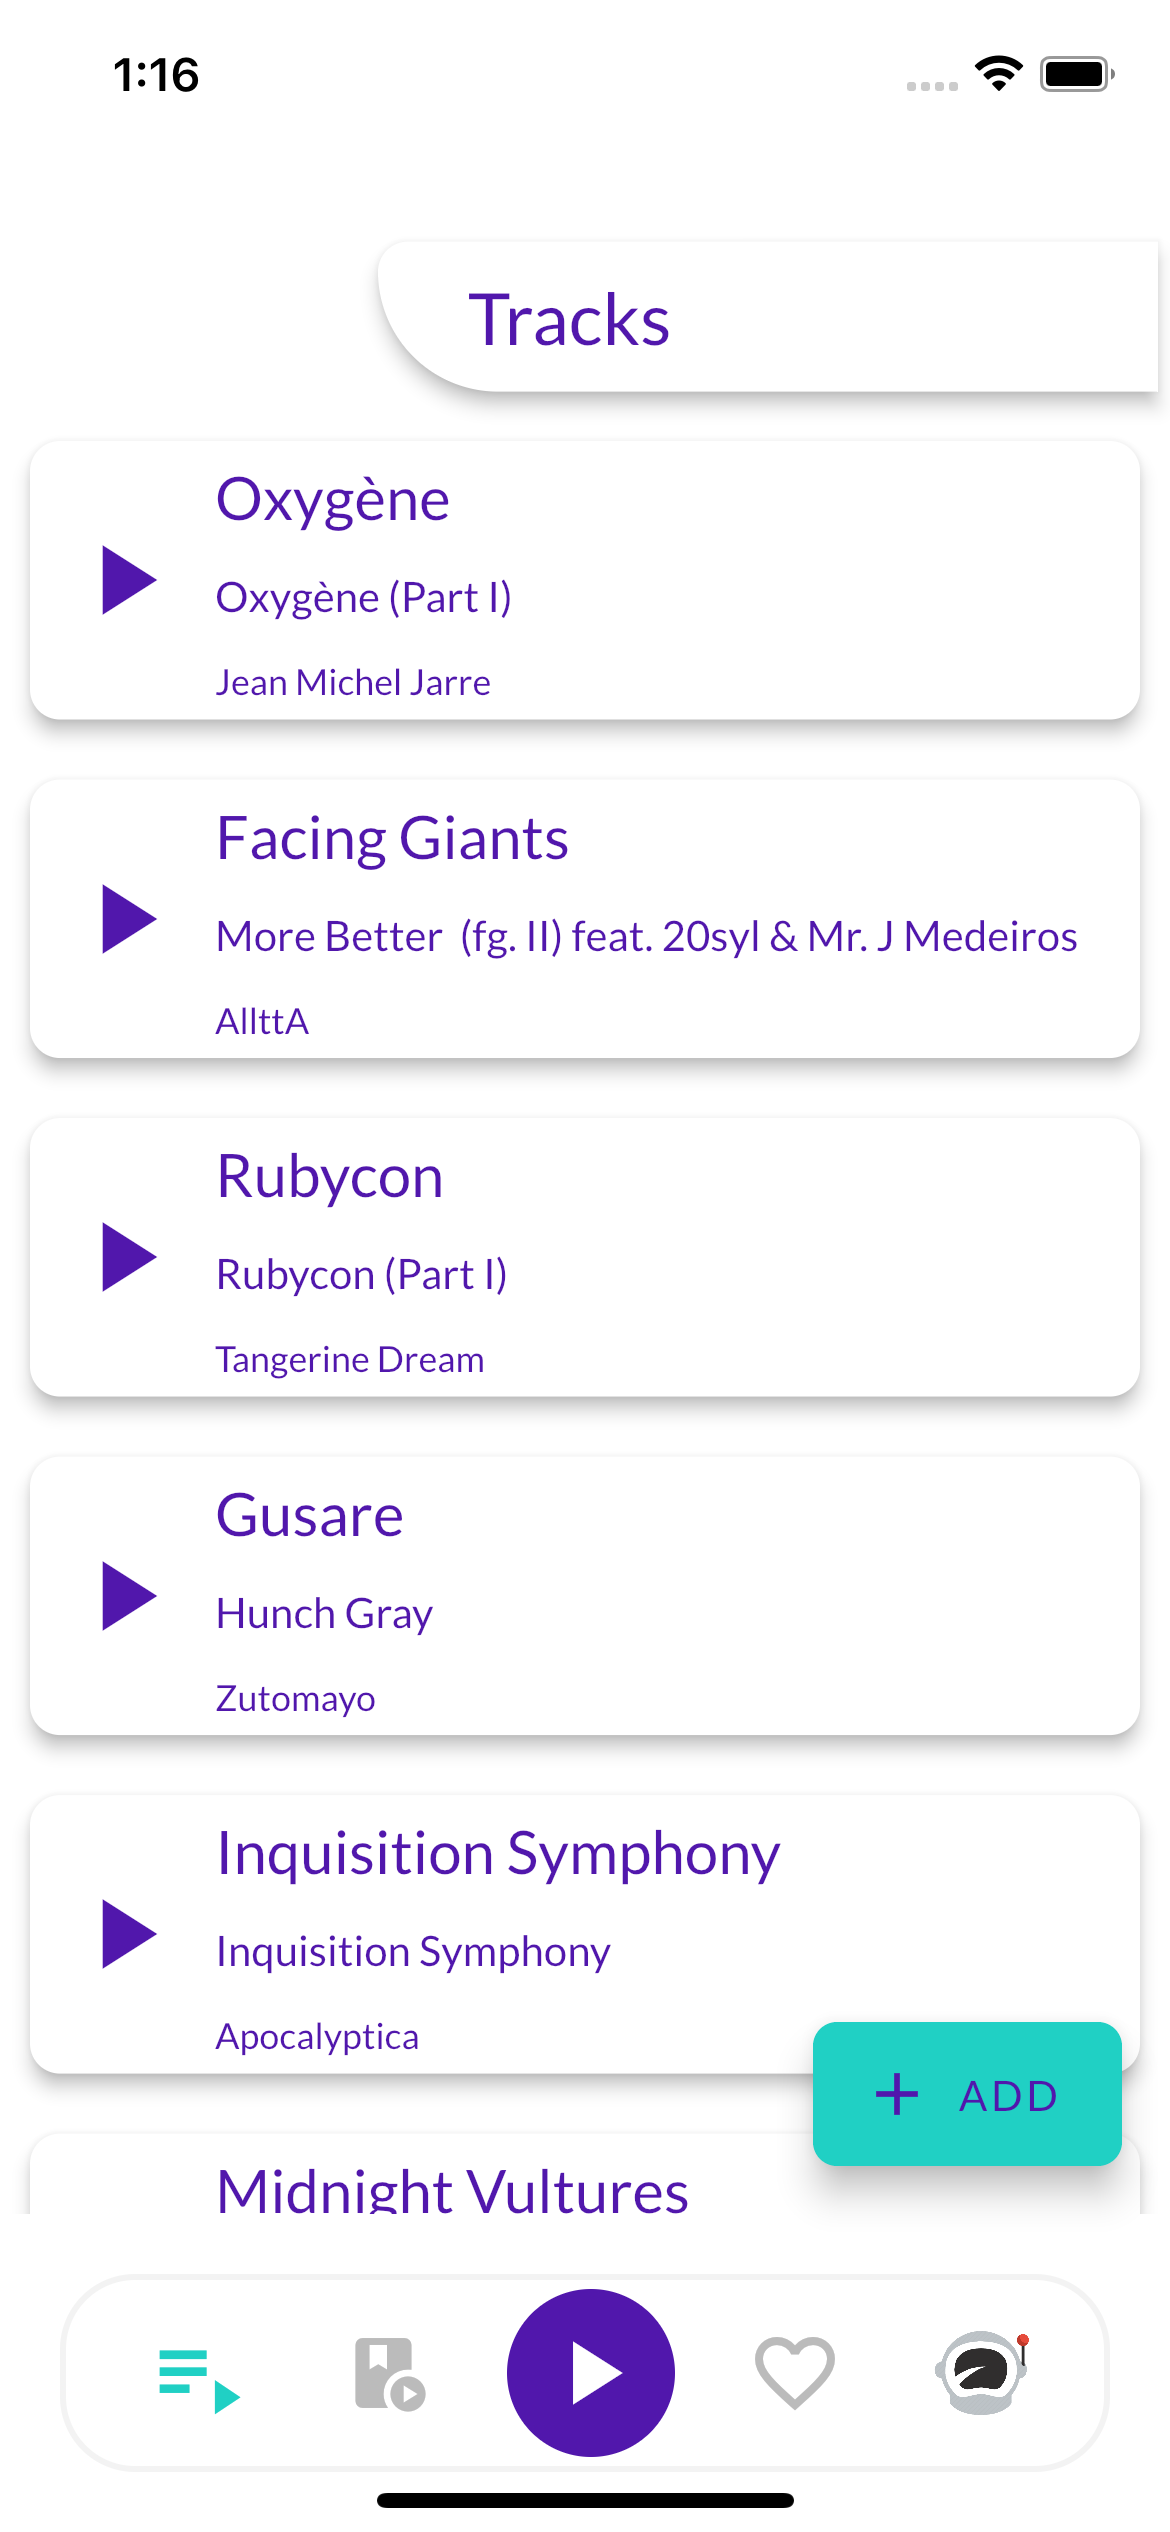 1:16
Tracks
Oxygène
Oxygène (Part I)
Jean Michel Jarre
Facing Giants
More Better  (fg. II) feat. 20syl & Mr. J Medeiros
AllttA
Rubycon
Rubycon (Part I)
Tangerine Dream
Gusare
Hunch Gray
Zutomayo
Inquisition Symphony
Inquisition Symphony
Apocalyptica
ADD
Midnight Vultures